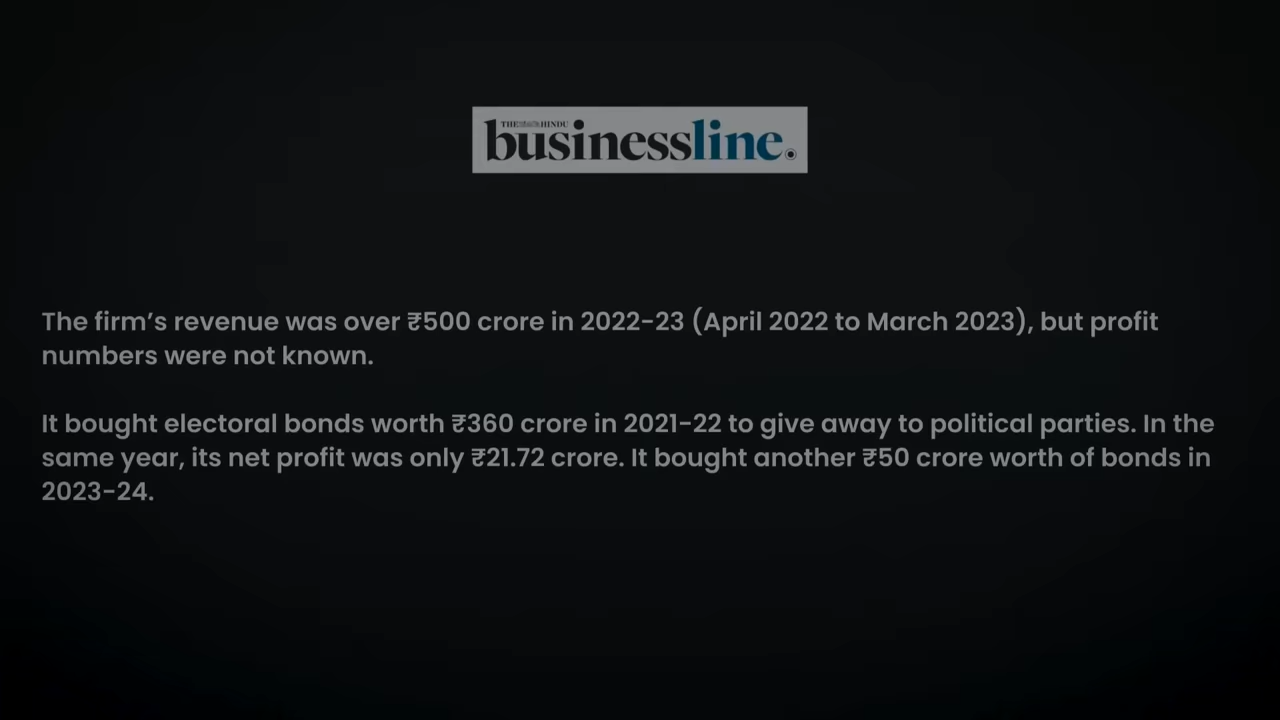 THE HINDU
businessline.
The firm’s revenue was over ₹500 crore in 2022-23 (April 2022 to March 2023), but profit
numbers were not known.
It bought electoral bonds worth ₹360 crore in 2021-22 to give away to political parties. In the
same year, its net profit was only ₹21.72 crore. It bought another ₹50 crore worth of bonds in
2023-24.